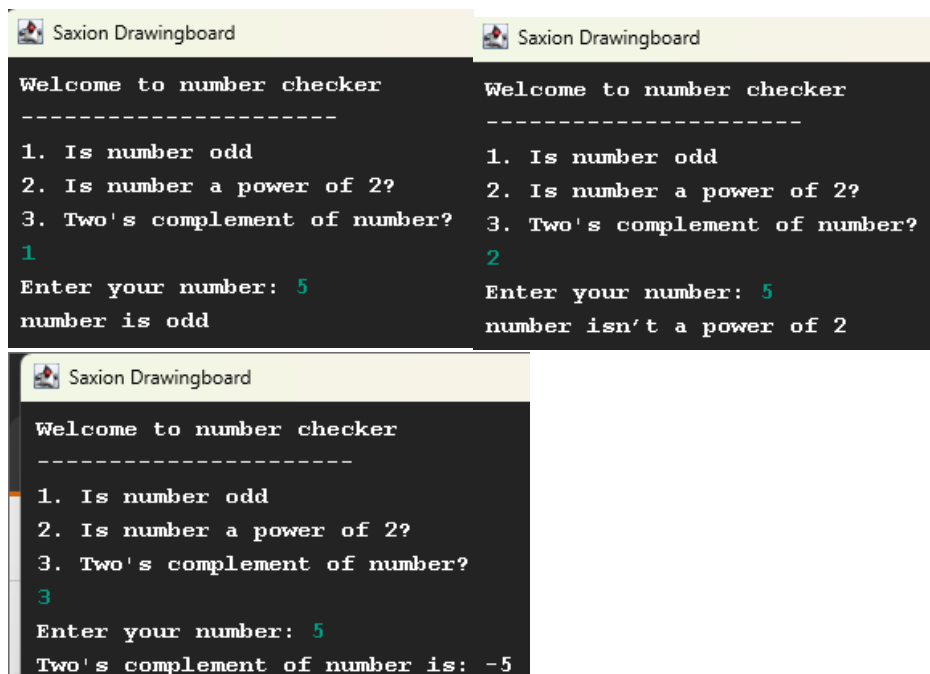 Saxion Drawingboard
Welcome to number checker
----------------------
1. Is number odd
2. Is number a power of 2?
3. Two's complement of number?
1
Enter your number: 5
number is odd
Saxion Drawingboard
Welcome to number checker
----------------------
1. Is number odd
2. Is number a power of 2?
3. Two's complement of number?
2
Enter your number: 5
number isn’t a power of 2
Saxion Drawingboard
Welcome to number checker
----------------------
1. Is number odd
2. Is number a power of 2?
3. Two's complement of number?
3
Enter your number: 5
Two's complement of number is: -5